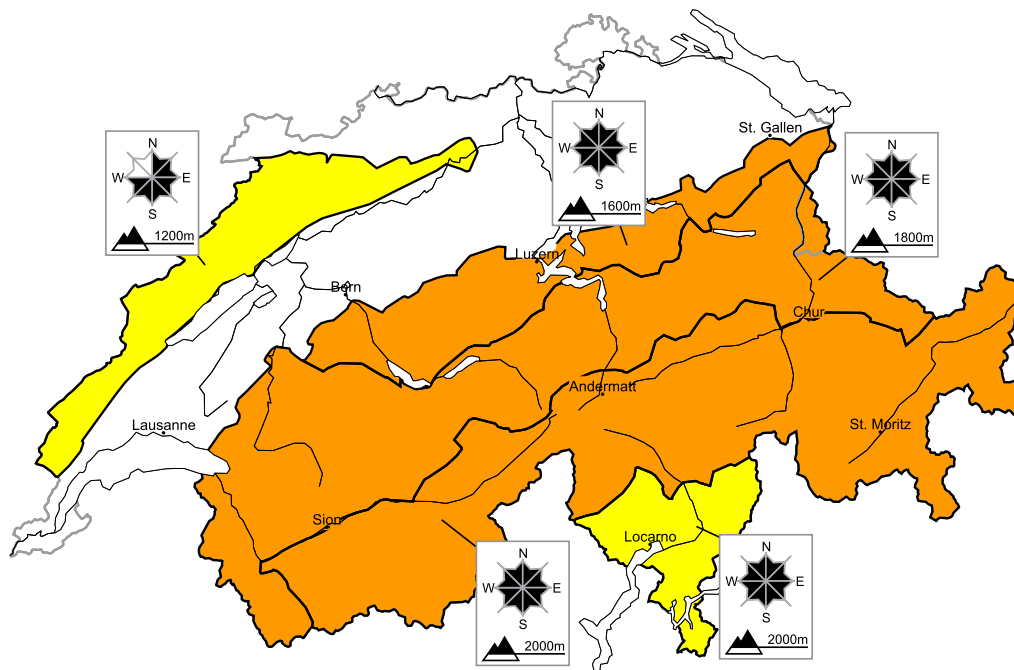 St. Gallen
N
W E
S
1200m
N
W E
S
1600m
N
W E
S
1800m
Luzern
Bern
Chur
Andermatt
Lausanne
St. Moritz
Sion
Locarno
N
W E
S
2000m
N
W E
S
2000m